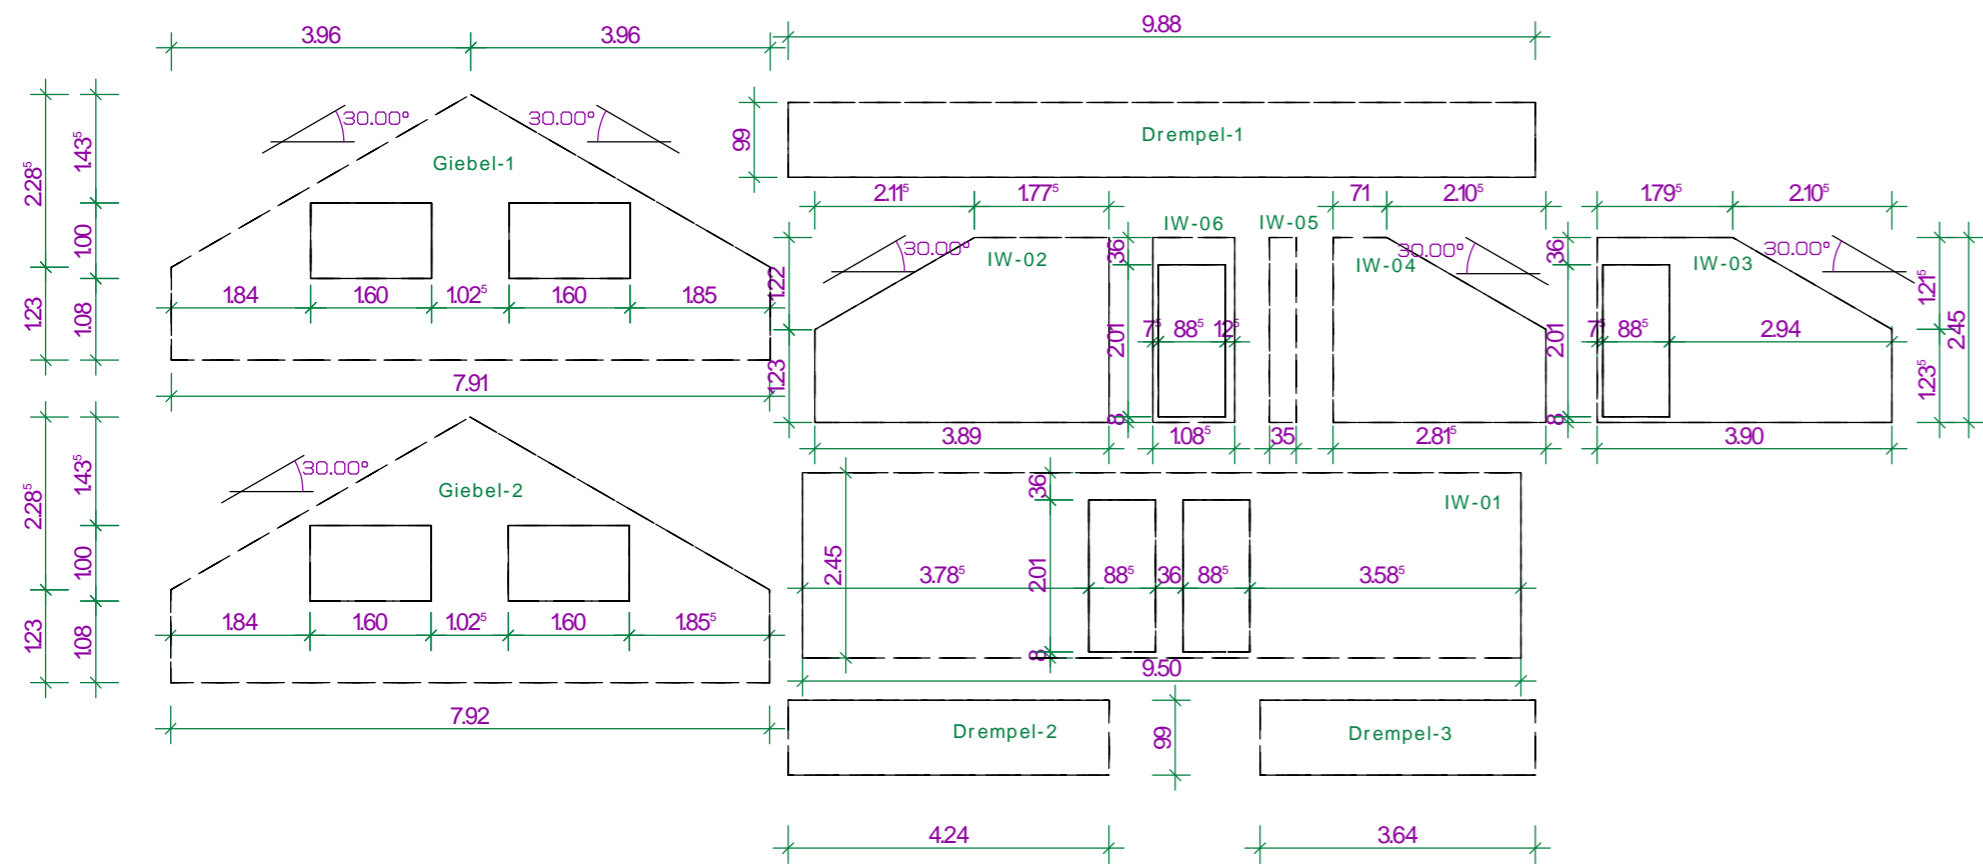 3.96 3.96 9.88
30.00° 30.00°
Giebel-1
2.28⁵ 1.43⁵
1.00
1.23 1.08
1.84 1.60 1.02⁵ 1.60 1.85
7.91
99 Drempel-1
2.11⁵ 1.77⁵
30.00°
IW-02
1.22
1.23
3.89
IW-06
36
2.01
8
7⁵ 88⁵ 12⁵
1.08⁵
IW-05
35
71 2.10⁵
30.00°
IW-04
2.81⁵
1.79⁵ 2.10⁵
30.00°
IW-03
36
2.01
8
7⁵ 88⁵ 2.94
1.21⁵
1.23⁵
2.45
3.90
30.00°
Giebel-2
2.28⁵ 1.43⁵
1.00
1.23 1.08
1.84 1.60 1.02⁵ 1.60 1.85⁵
7.92
IW-01
36
2.45 2.01
8
3.78⁵ 88⁵ 36 88⁵ 3.58⁵
9.50
Drempel-2 99 Drempel-3
4.24 3.64